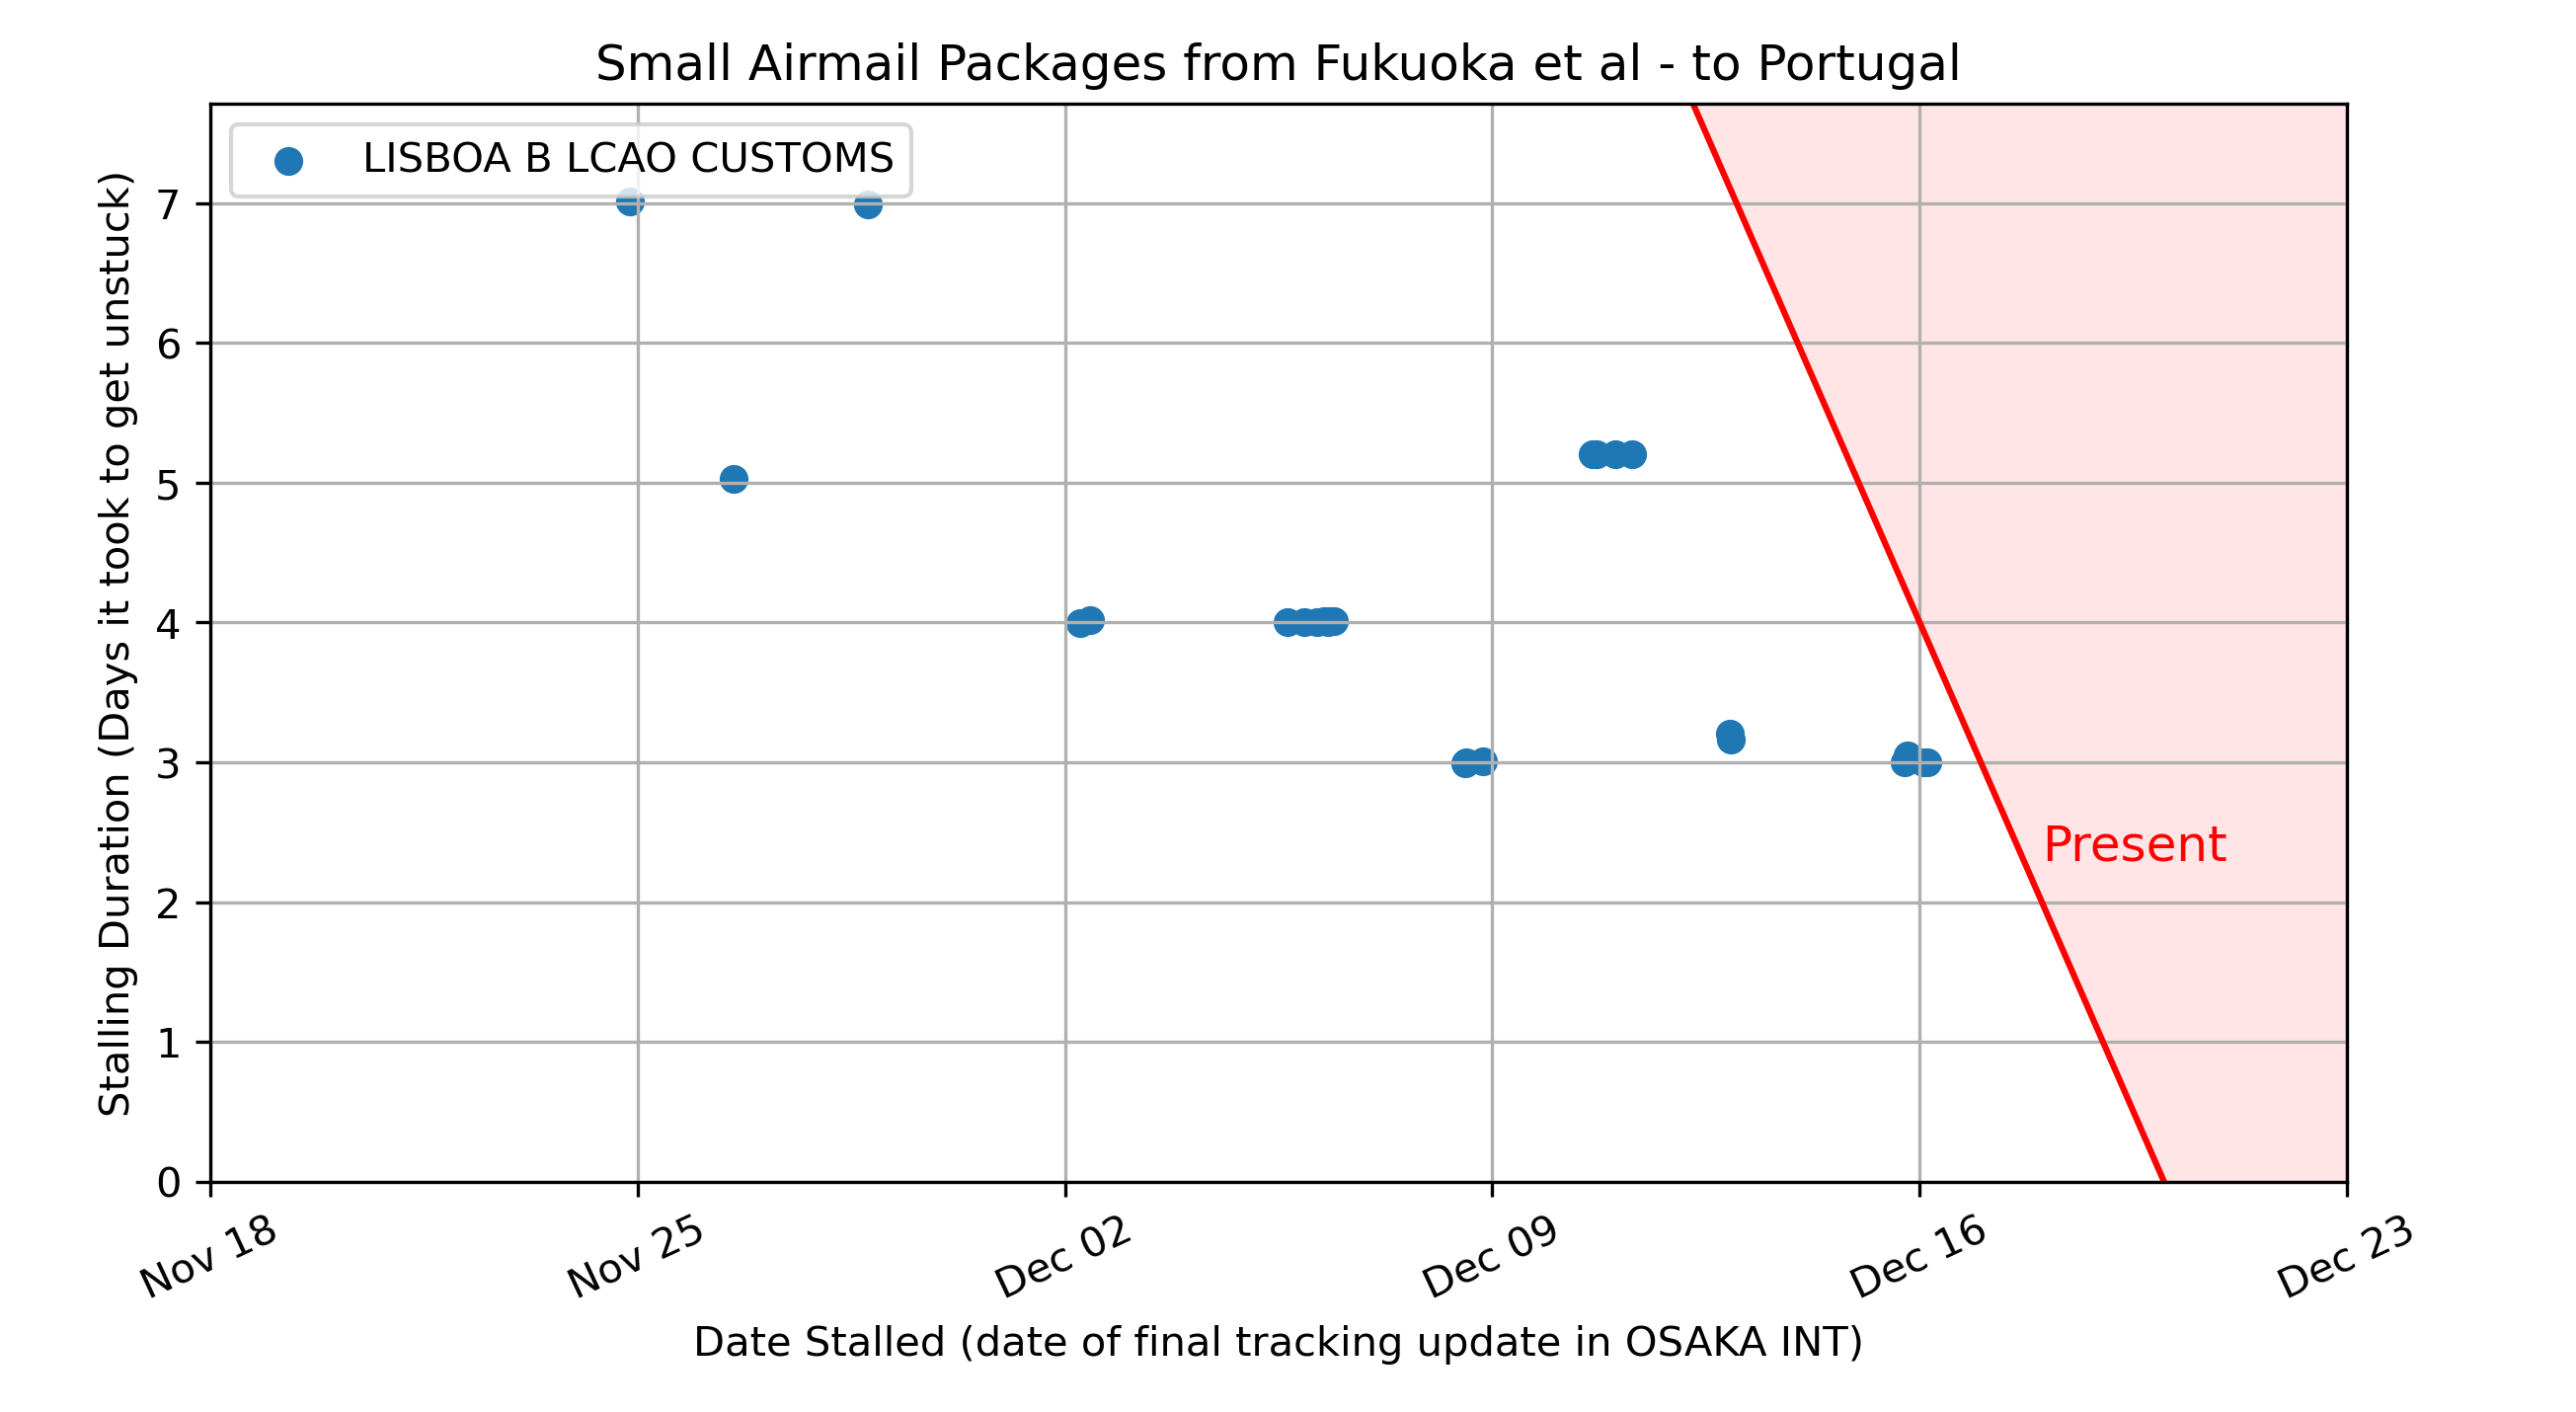 Small Airmail Packages from Fukuoka et al - to Portugal
LISBOA B LCAO CUSTOMS
Stalling Duration (Days it took to get unstuck)
7
6
5
4
3
2
1
0
Present
Nov 18
Nov 25
Dec 02
Dec 09
Dec 16
Dec 23
Date Stalled (date of final tracking update in OSAKA INT)